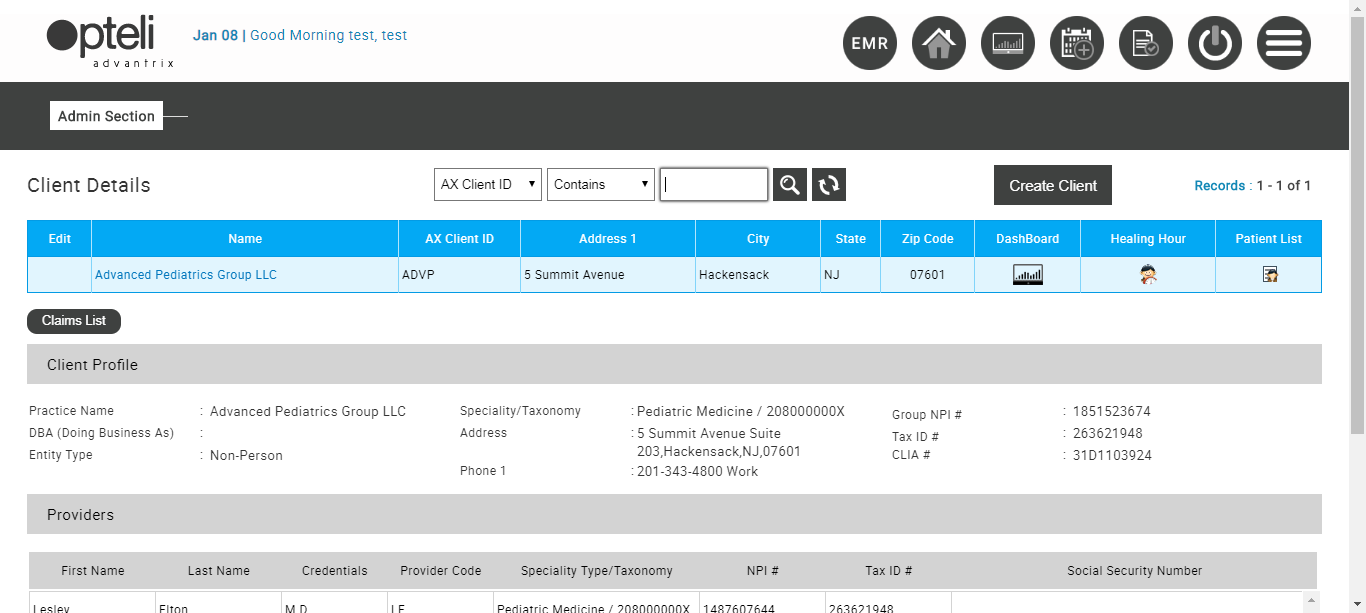 Opteli
advantrix
Jan 08 | Good Morning test, test
EMR
Admin Section
Client Details
AX Client ID
Contains
Create Client
Records : 1 - 1 of 1
Edit Name AX Client ID Address 1 City State Zip Code DashBoard Healing Hour Patient List
Advanced Pediatrics Group LLC ADVP 5 Summit Avenue Hackensack NJ 07601
Claims List
Client Profile
Practice Name : Advanced Pediatrics Group LLC
DBA (Doing Business As) :
Entity Type : Non-Person
Speciality/Taxonomy : Pediatric Medicine / 208000000X
Address : 5 Summit Avenue Suite
203,Hackensack,NJ,07601
Phone 1 : 201-343-4800 Work
Group NPI # : 1851523674
Tax ID # : 263621948
CLIA # : 31D1103924
Providers
First Name Last Name Credentials Provider Code Speciality Type/Taxonomy NPI # Tax ID # Social Security Number
Lesley Elton M.D. Pediatric Medicine / 208000000X 1487607644 263621948